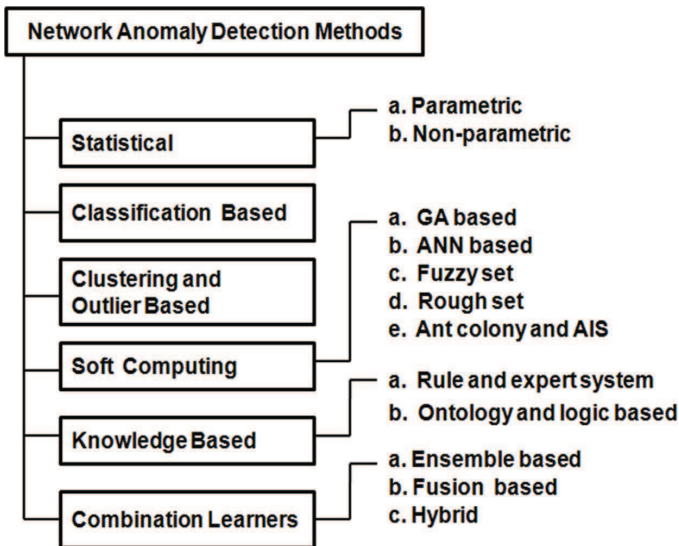 Network Anomaly Detection Methods
Statistical
a. Parametric
b. Non-parametric
Classification Based
Clustering and
Outlier Based
Soft Computing
a. GA based
b. ANN based
c. Fuzzy set
d. Rough set
e. Ant colony and AIS
Knowledge Based
a. Rule and expert system
b. Ontology and logic based
Combination Learners
a. Ensemble based
b. Fusion based
c. Hybrid